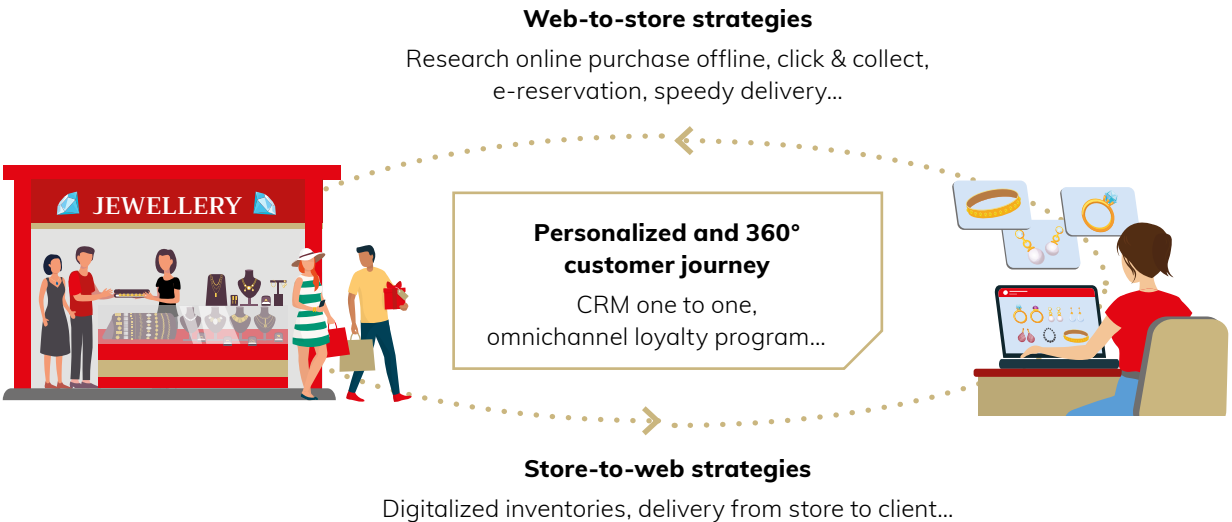 Web-to-store strategies
Research online purchase offline, click & collect,
e-reservation, speedy delivery...
JEWELLERY
Personalized and 360°
customer journey
CRM one to one,
omnichannel loyalty program...
Store-to-web strategies
Digitalized inventories, delivery from store to client...